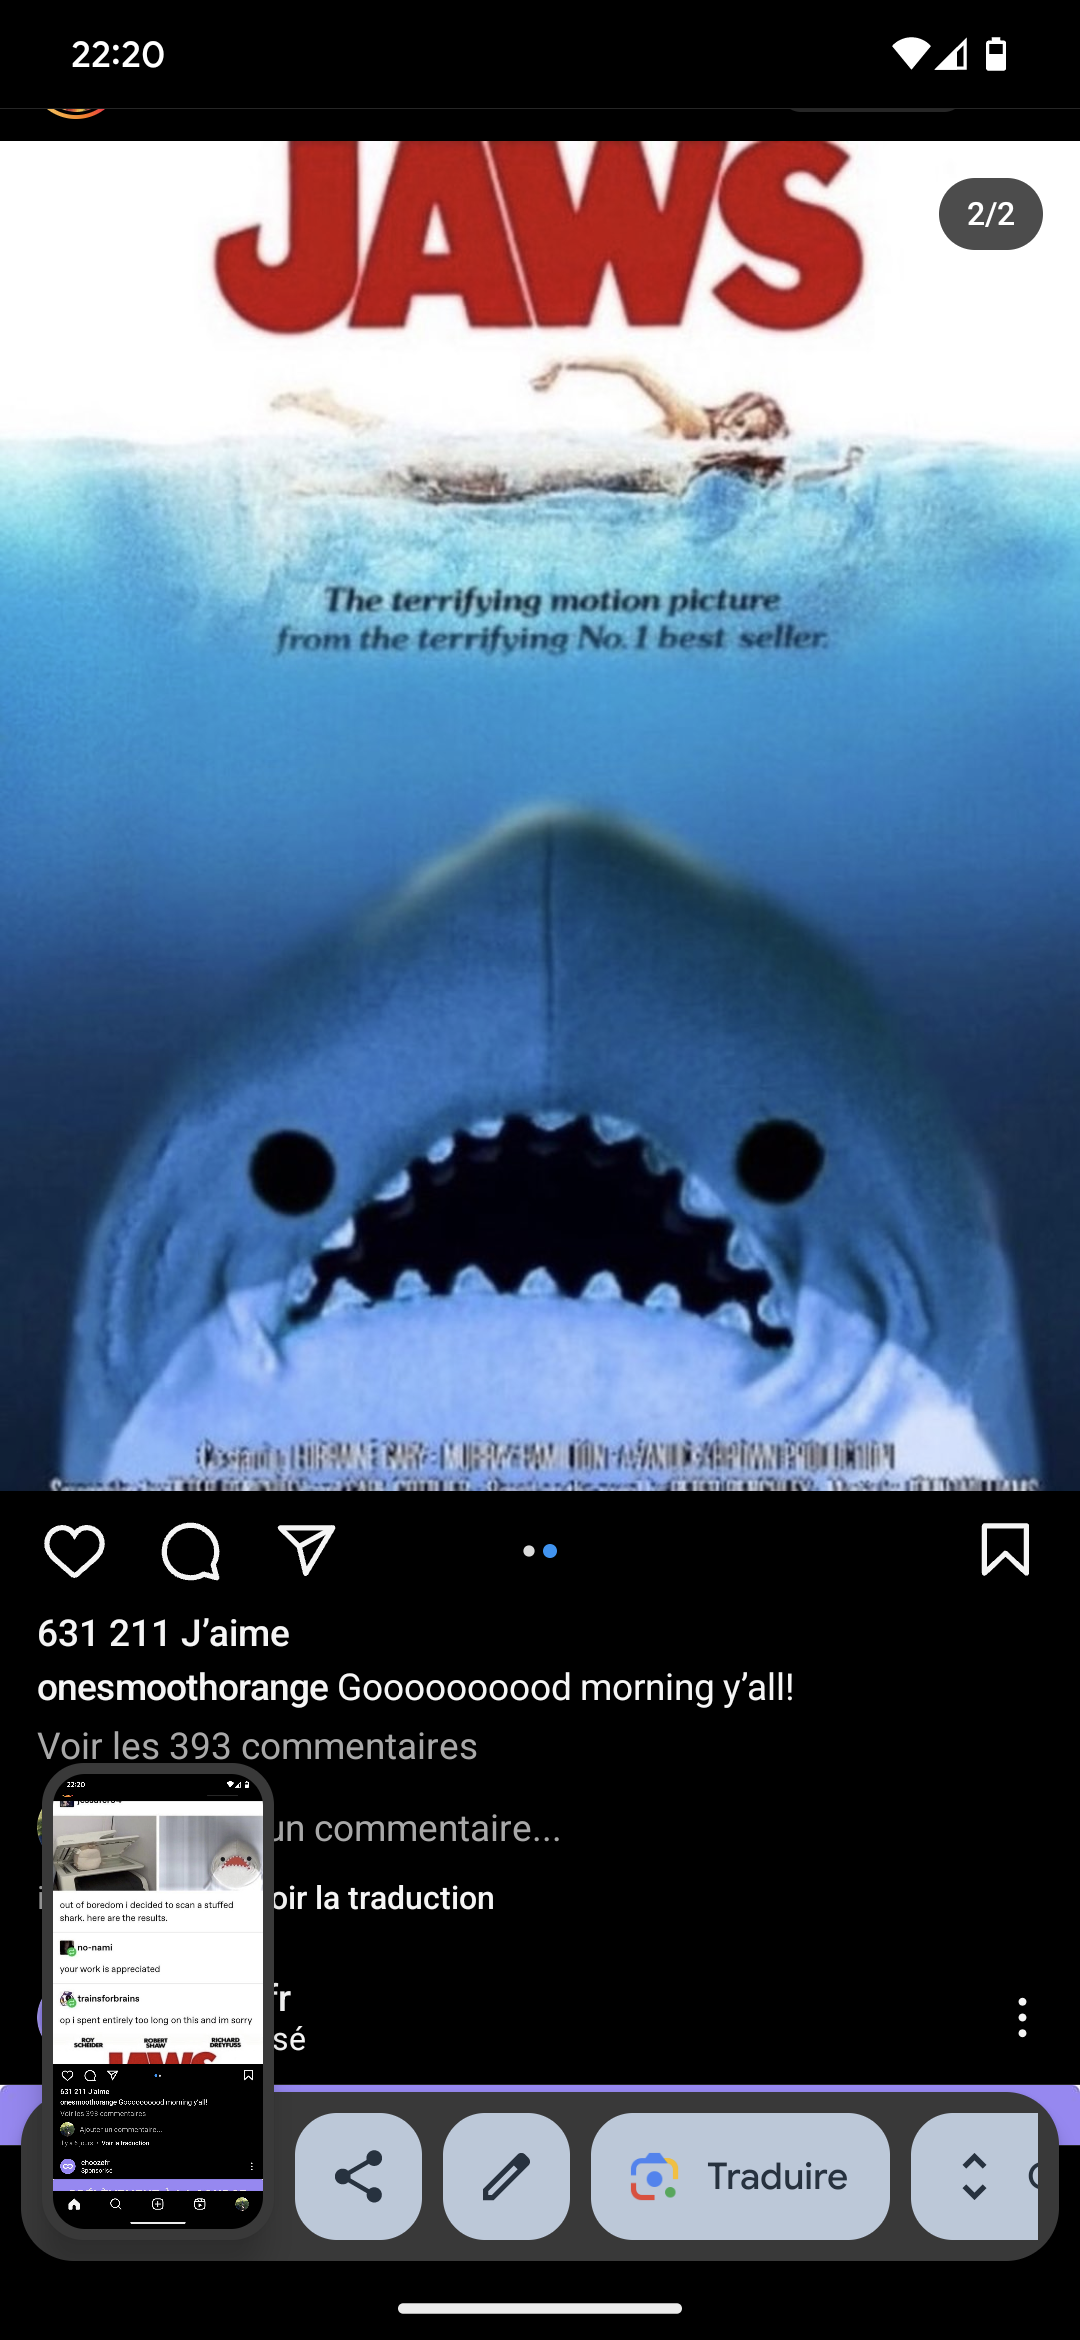 22:20
JAWS
2/2
The terrifying motion picture
from the terrifying No. 1 best seller.
631 211 J’aime
onesmoothorange Gooooooooood morning y’all!
Voir les 393 commentaires
un commentaire...
oir la traduction
fr
sé
22:20
out of boredom i decided to scan a stuffed
shark. here are the results.
no-nami
your work is appreciated
trainsforbrains
op i spent entirely too long on this and im sorry
ROY SCHEIDER
ROBERT SHAW
RICHARD DREYFUSS
JAWS
631 211 J’aime
onesmoothorange Gooooooooood morning y’all!
Voir les 393 commentaires
Ajouter un commentaire...
Il y a 5 jours • Voir la traduction
Sponsorisé
Traduire